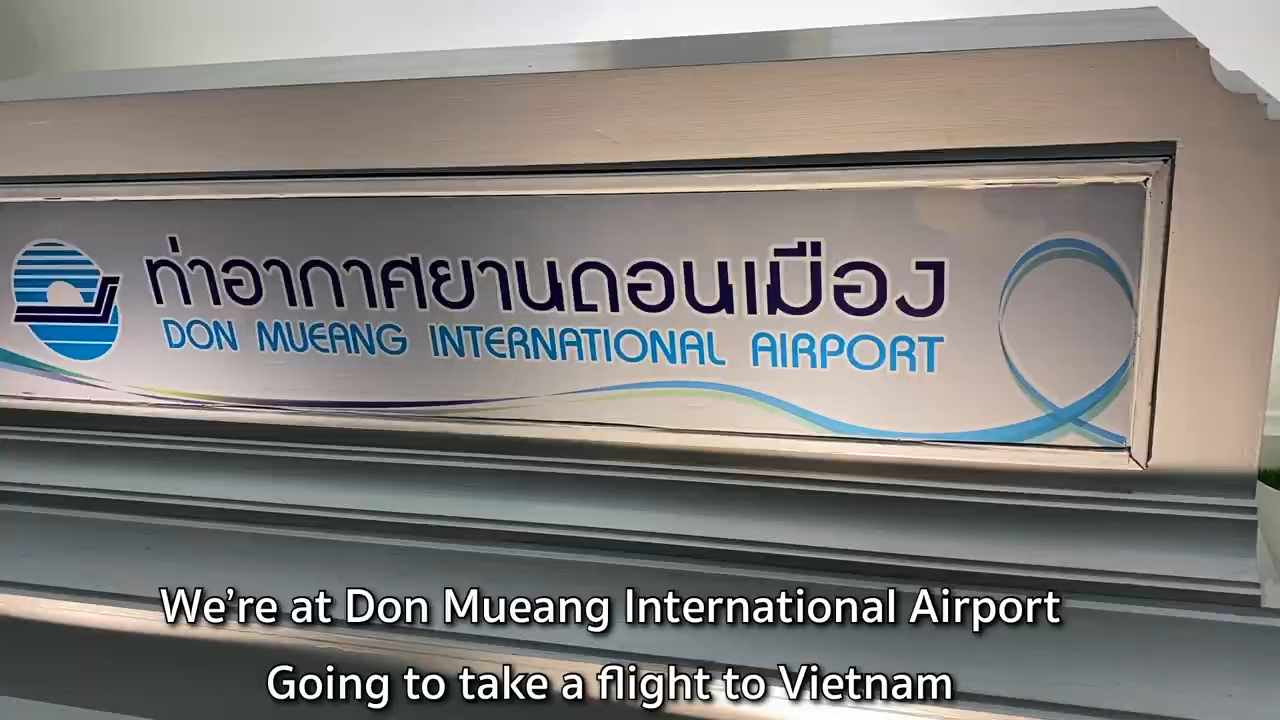 ท่าอากาศยานดอนเมือง
DON MUEANG INTERNATIONAL AIRPORT
We're at Don Mueang International Airport
Going to take a flight to Vietnam